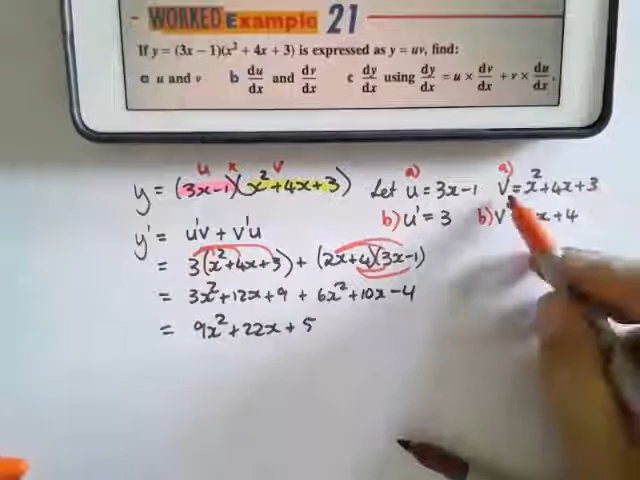 WORKED Example 21
If y = (3x − 1)(x² + 4x + 3) is expressed as y = uv, find:
a u and v b du/dx and dv/dx c dy/dx using dy/dx = u × dv/dx + v × du/dx.
u x v
y = (3x-1)(x²+4x+3) Let a) u = 3x-1 a) v = x²+4x+3
b) u' = 3 b) v' x+4
y' = u'v + v'u
= 3(x²+4x+3) + (2x+4)(3x-1)
= 3x²+12x+9 + 6x²+10x-4
= 9x²+22x+5